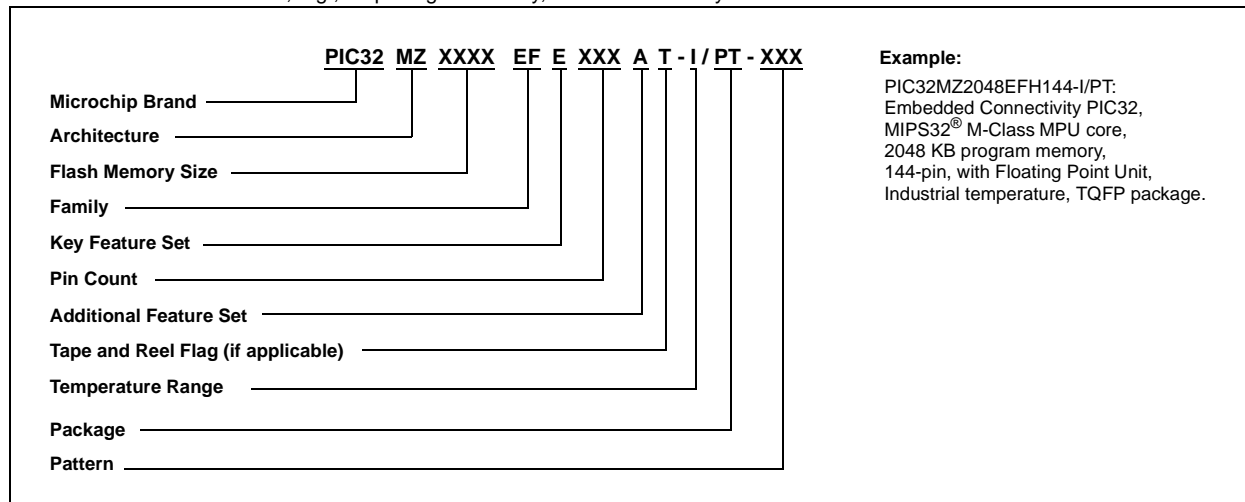 PIC32 MZ XXXX EF E XXX A T - I / PT - XXX
Microchip Brand
Architecture
Flash Memory Size
Family
Key Feature Set
Pin Count
Additional Feature Set
Tape and Reel Flag (if applicable)
Temperature Range
Package
Pattern
Example:
PIC32MZ2048EFH144-I/PT:
Embedded Connectivity PIC32,
MIPS32® M-Class MPU core,
2048 KB program memory,
144-pin, with Floating Point Unit,
Industrial temperature, TQFP package.